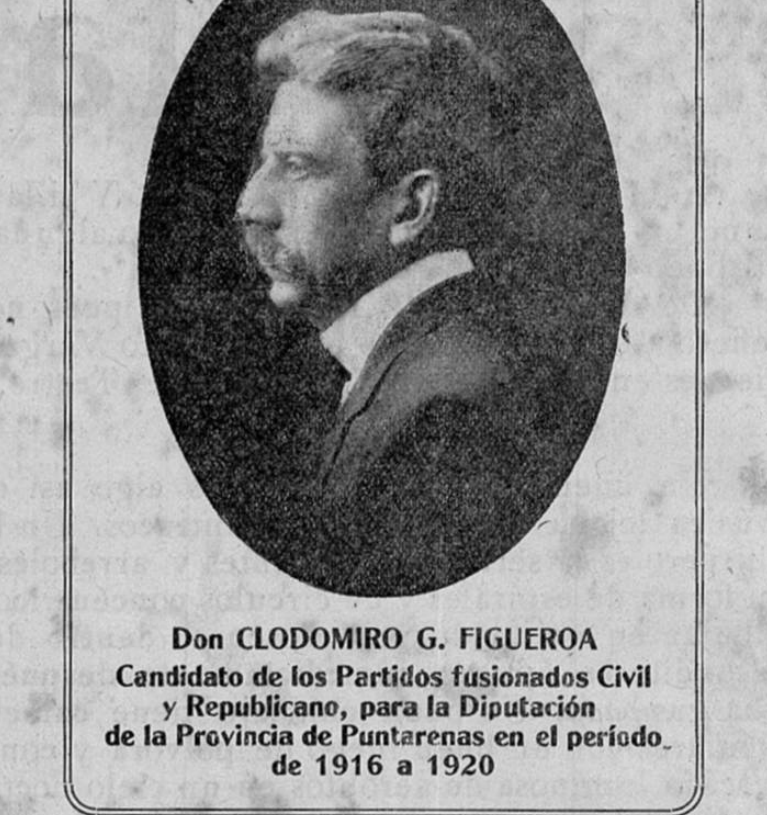 Don CLODOMIRO G. FIGUEROA
Candidato de los Partidos fusionados Civil
y Republicano, para la Diputación
de la Provincia de Puntarenas en el período
de 1916 a 1920